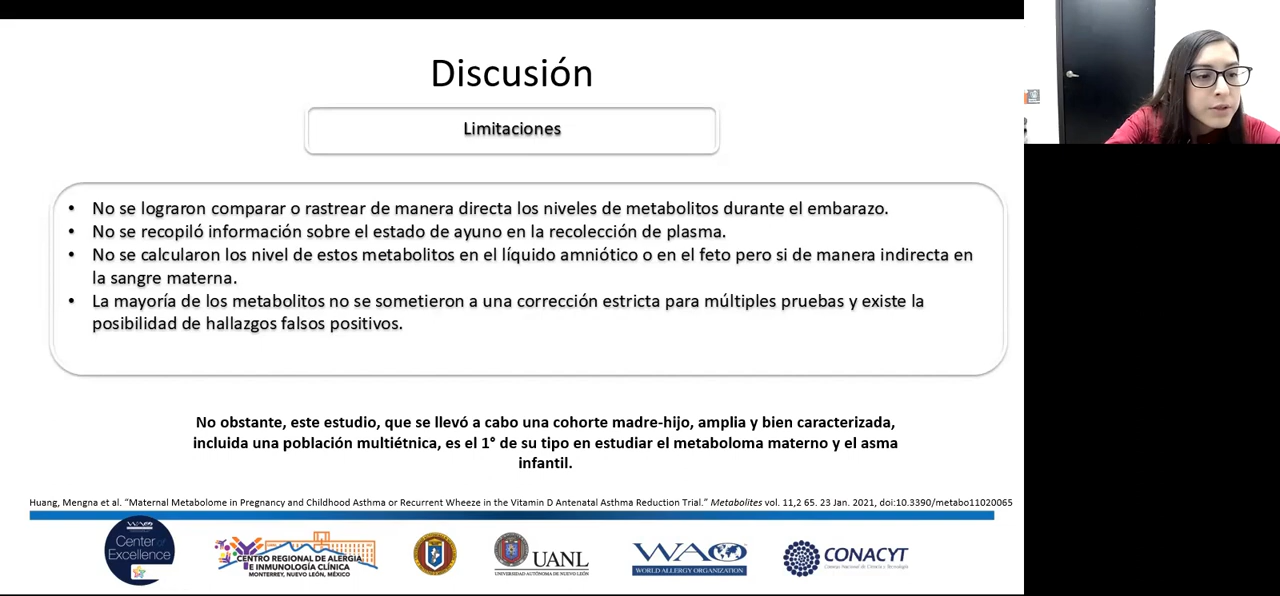 Discusión
Limitaciones
• No se lograron comparar o rastrear de manera directa los niveles de metabolitos durante el embarazo.
• No se recopiló información sobre el estado de ayuno en la recolección de plasma.
• No se calcularon los nivel de estos metabolitos en el líquido amniótico o en el feto pero si de manera indirecta en
la sangre materna.
• La mayoría de los metabolitos no se sometieron a una corrección estricta para múltiples pruebas y existe la
posibilidad de hallazgos falsos positivos.
No obstante, este estudio, que se llevó a cabo una cohorte madre-hijo, amplia y bien caracterizada,
incluida una población multiétnica, es el 1° de su tipo en estudiar el metaboloma materno y el asma
infantil.
Huang, Mengna et al. “Maternal Metabolome in Pregnancy and Childhood Asthma or Recurrent Wheeze in the Vitamin D Antenatal Asthma Reduction Trial.” Metabolites vol. 11,2 65. 23 Jan. 2021, doi:10.3390/metabo11020065
WAO
Center of
Excellence
CENTRO REGIONAL DE ALERGIA
E INMUNOLOGÍA CLÍNICA
MONTERREY, NUEVO LEÓN, MÉXICO
UANL
UNIVERSIDAD AUTÓNOMA DE NUEVO LEÓN
WAO
WORLD ALLERGY ORGANIZATION
CONACYT
Consejo Nacional de Ciencia y Tecnología